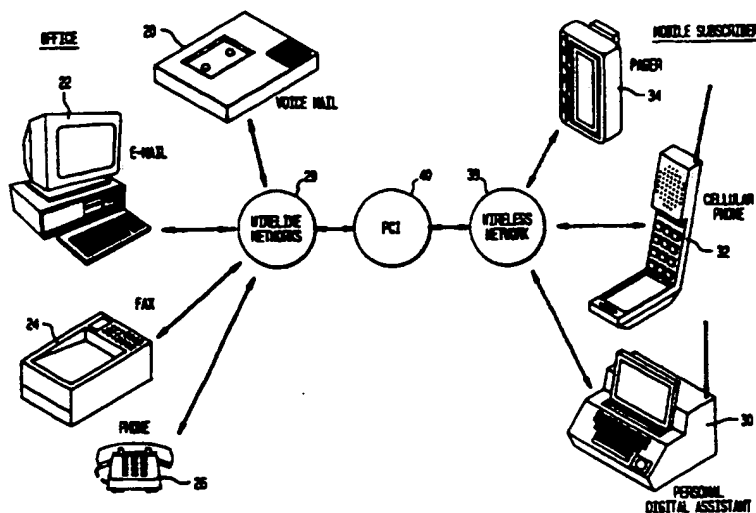 OFFICE
20
MOBILE SUBSCRIBER
22
VOICE MAIL
PAGER
34
E-MAIL
28
40
39
CELLULAR
PHONE
32
WIRELINE
NETWORKS
PCI
WIRELESS
NETWORK
FAX
24
PHONE
26
30
PERSONAL
DIGITAL ASSISTANT